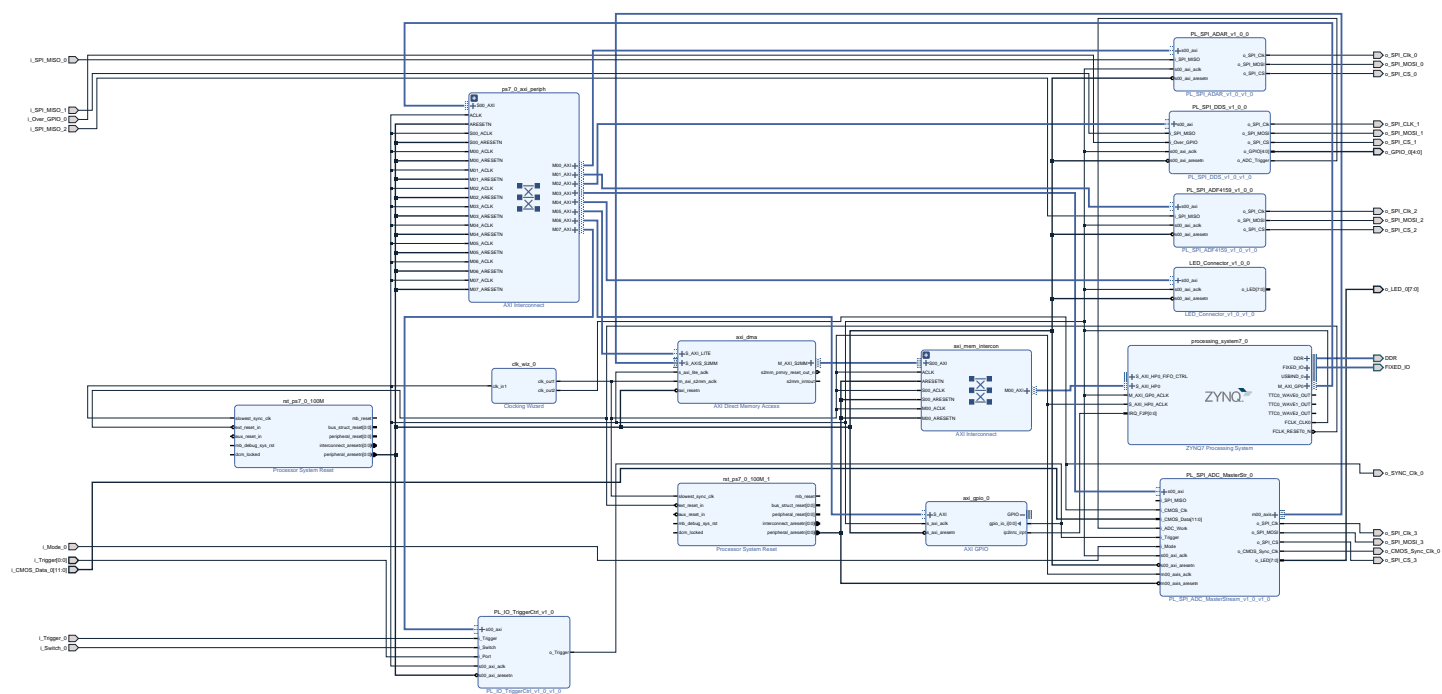 i_SPI_MISO_0
i_SPI_MISO_1
i_Over_GPIO_0
i_SPI_MISO_2
i_Mode_0
i_Trigger[0:0]
i_CMOS_Data_0[11:0]
i_Trigger_0
i_Switch_0
ps7_0_axi_periph
S00_AXI
ACLK
ARESETN
S00_ACLK
S00_ARESETN
M00_ACLK
M00_ARESETN
M01_ACLK
M01_ARESETN
M02_ACLK
M02_ARESETN
M03_ACLK
M03_ARESETN
M04_ACLK
M04_ARESETN
M05_ACLK
M05_ARESETN
M06_ACLK
M06_ARESETN
M07_ACLK
M07_ARESETN
M00_AXI
M01_AXI
M02_AXI
M03_AXI
M04_AXI
M05_AXI
M06_AXI
M07_AXI
AXI Interconnect
clk_wiz_0
clk_in1
clk_out1
clk_out2
Clocking Wizard
rst_ps7_0_100M
slowest_sync_clk
ext_reset_in
aux_reset_in
mb_debug_sys_rst
dcm_locked
mb_reset
bus_struct_reset[0:0]
peripheral_reset[0:0]
interconnect_aresetn[0:0]
peripheral_aresetn[0:0]
Processor System Reset
axi_dma
S_AXI_LITE
S_AXIS_S2MM
s_axi_lite_aclk
m_axi_s2mm_aclk
axi_resetn
M_AXI_S2MM
s2mm_prmry_reset_out_n
s2mm_introut
AXI Direct Memory Access
rst_ps7_0_100M_1
slowest_sync_clk
ext_reset_in
aux_reset_in
mb_debug_sys_rst
dcm_locked
mb_reset
bus_struct_reset[0:0]
peripheral_reset[0:0]
interconnect_aresetn[0:0]
peripheral_aresetn[0:0]
Processor System Reset
PL_IO_TriggerCtrl_v1_0
s00_axi
i_Trigger
i_Switch
i_Port
s00_axi_aclk
s00_axi_aresetn
o_Trigger
PL_IO_TriggerCtrl_v1_0_v1_0
axi_mem_intercon
S00_AXI
ACLK
ARESETN
S00_ACLK
S00_ARESETN
M00_ACLK
M00_ARESETN
M00_AXI
AXI Interconnect
axi_gpio_0
S_AXI
s_axi_aclk
s_axi_aresetn
GPIO
gpio_io_i[0:0]
ip2intc_irpt
AXI GPIO
PL_SPI_ADAR_v1_0_0
s00_axi
i_SPI_MISO
s00_axi_aclk
s00_axi_aresetn
o_SPI_Clk
o_SPI_MOSI
o_SPI_CS
PL_SPI_ADAR_v1_0_v1_0
PL_SPI_DDS_v1_0_0
s00_axi
i_SPI_MISO
i_Over_GPIO
s00_axi_aclk
s00_axi_aresetn
o_SPI_Clk
o_SPI_MOSI
o_SPI_CS
o_GPIO[4:0]
o_ADC_Trigger
PL_SPI_DDS_v1_0_v1_0
PL_SPI_ADF4159_v1_0_0
s00_axi
i_SPI_MISO
s00_axi_aclk
s00_axi_aresetn
o_SPI_Clk
o_SPI_MOSI
o_SPI_CS
PL_SPI_ADF4159_v1_0_v1_0
LED_Connector_v1_0_0
s00_axi
s00_axi_aclk
s00_axi_aresetn
o_LED[7:0]
LED_Connector_v1_0_v1_0
processing_system7_0
S_AXI_HP0_FIFO_CTRL
S_AXI_HP0
M_AXI_GP0_ACLK
S_AXI_HP0_ACLK
IRQ_F2P[0:0]
ZYNQ
DDR
FIXED_IO
USBIND_0
M_AXI_GP0
TTC0_WAVE0_OUT
TTC0_WAVE1_OUT
TTC0_WAVE2_OUT
FCLK_CLK0
FCLK_RESET0_N
ZYNQ7 Processing System
PL_SPI_ADC_MasterStr_0
s00_axi
i_SPI_MISO
i_CMOS_Clk
i_CMOS_Data[11:0]
i_ADC_Work
i_Trigger
i_Mode
s00_axi_aclk
s00_axi_aresetn
m00_axis_aclk
m00_axis_aresetn
m00_axis
o_SPI_Clk
o_SPI_MOSI
o_SPI_CS
o_CMOS_Sync_Clk
o_LED[7:0]
PL_SPI_ADC_MasterStream_v1_0_v1_0
o_SPI_Clk_0
o_SPI_MOSI_0
o_SPI_CS_0
o_SPI_CLK_1
o_SPI_MOSI_1
o_SPI_CS_1
o_GPIO_0[4:0]
o_SPI_Clk_2
o_SPI_MOSI_2
o_SPI_CS_2
o_LED_0[7:0]
DDR
FIXED_IO
o_SYNC_Clk_0
o_SPI_Clk_3
o_SPI_MOSI_3
o_CMOS_Sync_Clk_0
o_SPI_CS_3